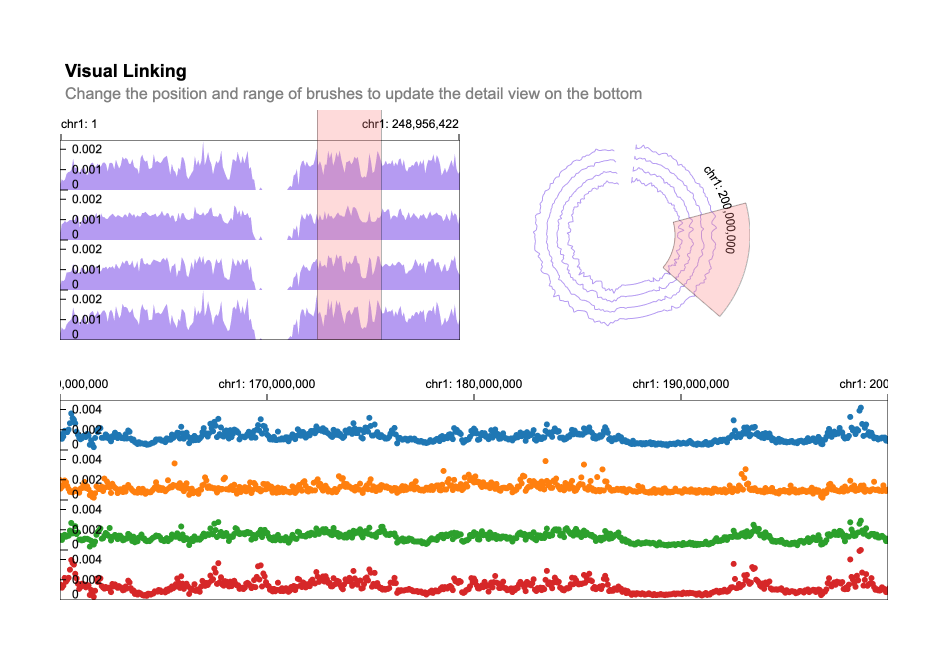 Visual Linking
Change the position and range of brushes to update the detail view on the bottom
chr1: 1
chr1: 248,956,422
0.002
0.001
0
0.002
0.001
0
0.002
0.001
0
0.002
0.001
0
chr1: 200,000,000
),000,000
chr1: 170,000,000
chr1: 180,000,000
chr1: 190,000,000
chr1: 200
0.004
0.002
0
0.004
0.002
0
0.004
0.002
0
0.004
0.002
0